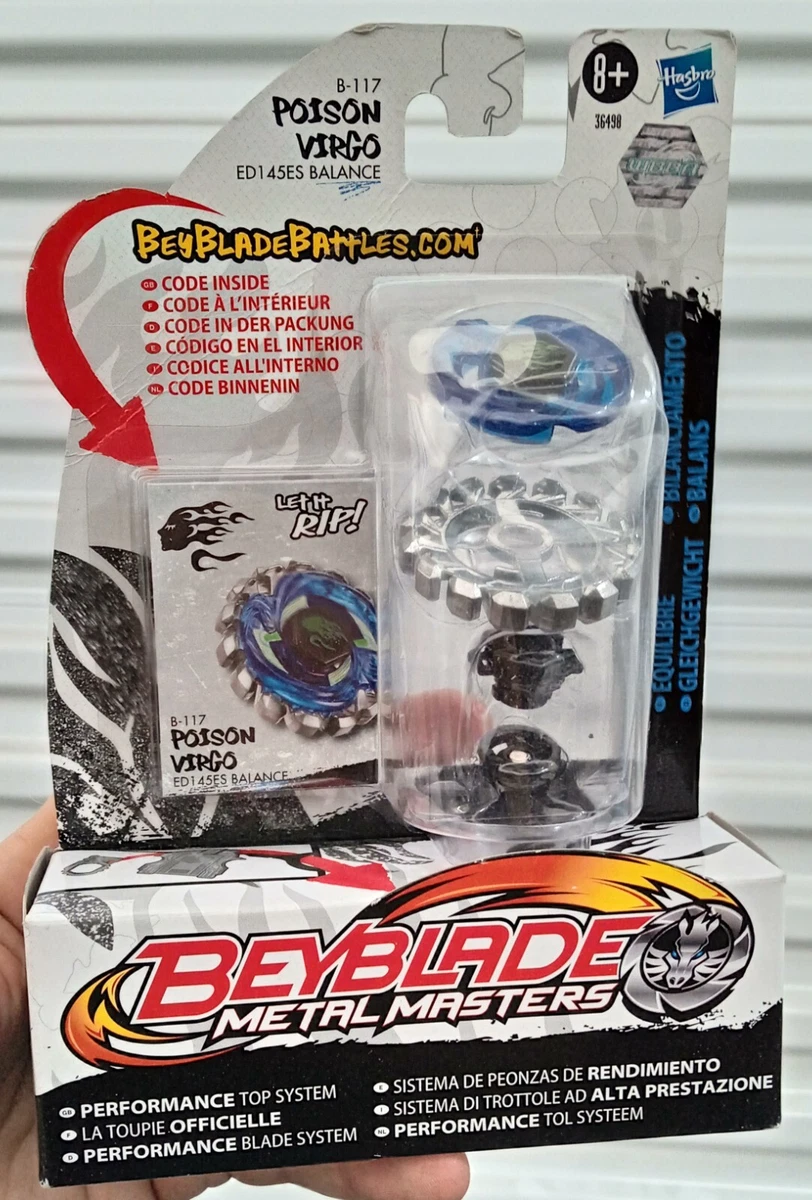 B-117
POISON
VIRGO
ED145ES BALANCE
8+
Hasbro
36498
BEYBLADEBATTLES.COM
GB CODE INSIDE
F CODE À L'INTÉRIEUR
D CODE IN DER PACKUNG
E CÓDIGO EN EL INTERIOR
I CODICE ALL'INTERNO
NL CODE BINNENIN
LET IT
RIP!
B-117
POISON
VIRGO
ED145ES BALANCE
• ÉQUILIBRE • BILANCIAMENTO
• GLEICHGEWICHT • BALANS
BEYBLADE
METAL MASTERS
GB PERFORMANCE TOP SYSTEM
F LA TOUPIE OFFICIELLE
D PERFORMANCE BLADE SYSTEM
E SISTEMA DE PEONZAS DE RENDIMIENTO
I SISTEMA DI TROTTOLE AD ALTA PRESTAZIONE
NL PERFORMANCE TOL SYSTEEM